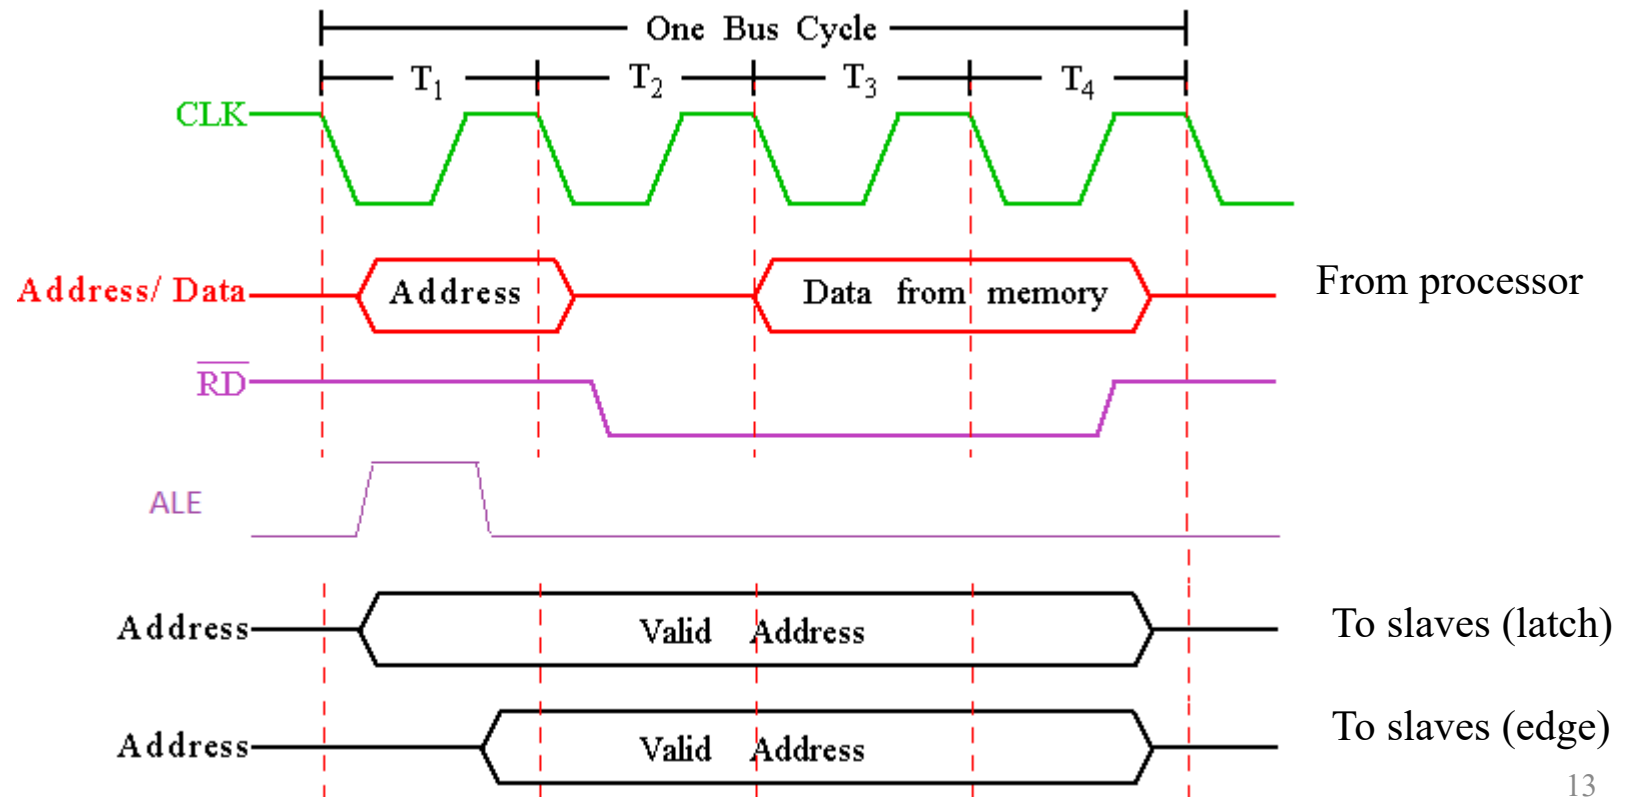 One Bus Cycle
T1 T2 T3 T4
CLK
Address/ Data Address Data from memory From processor
RD
ALE
Address Valid Address To slaves (latch)
Address Valid Address To slaves (edge)
13